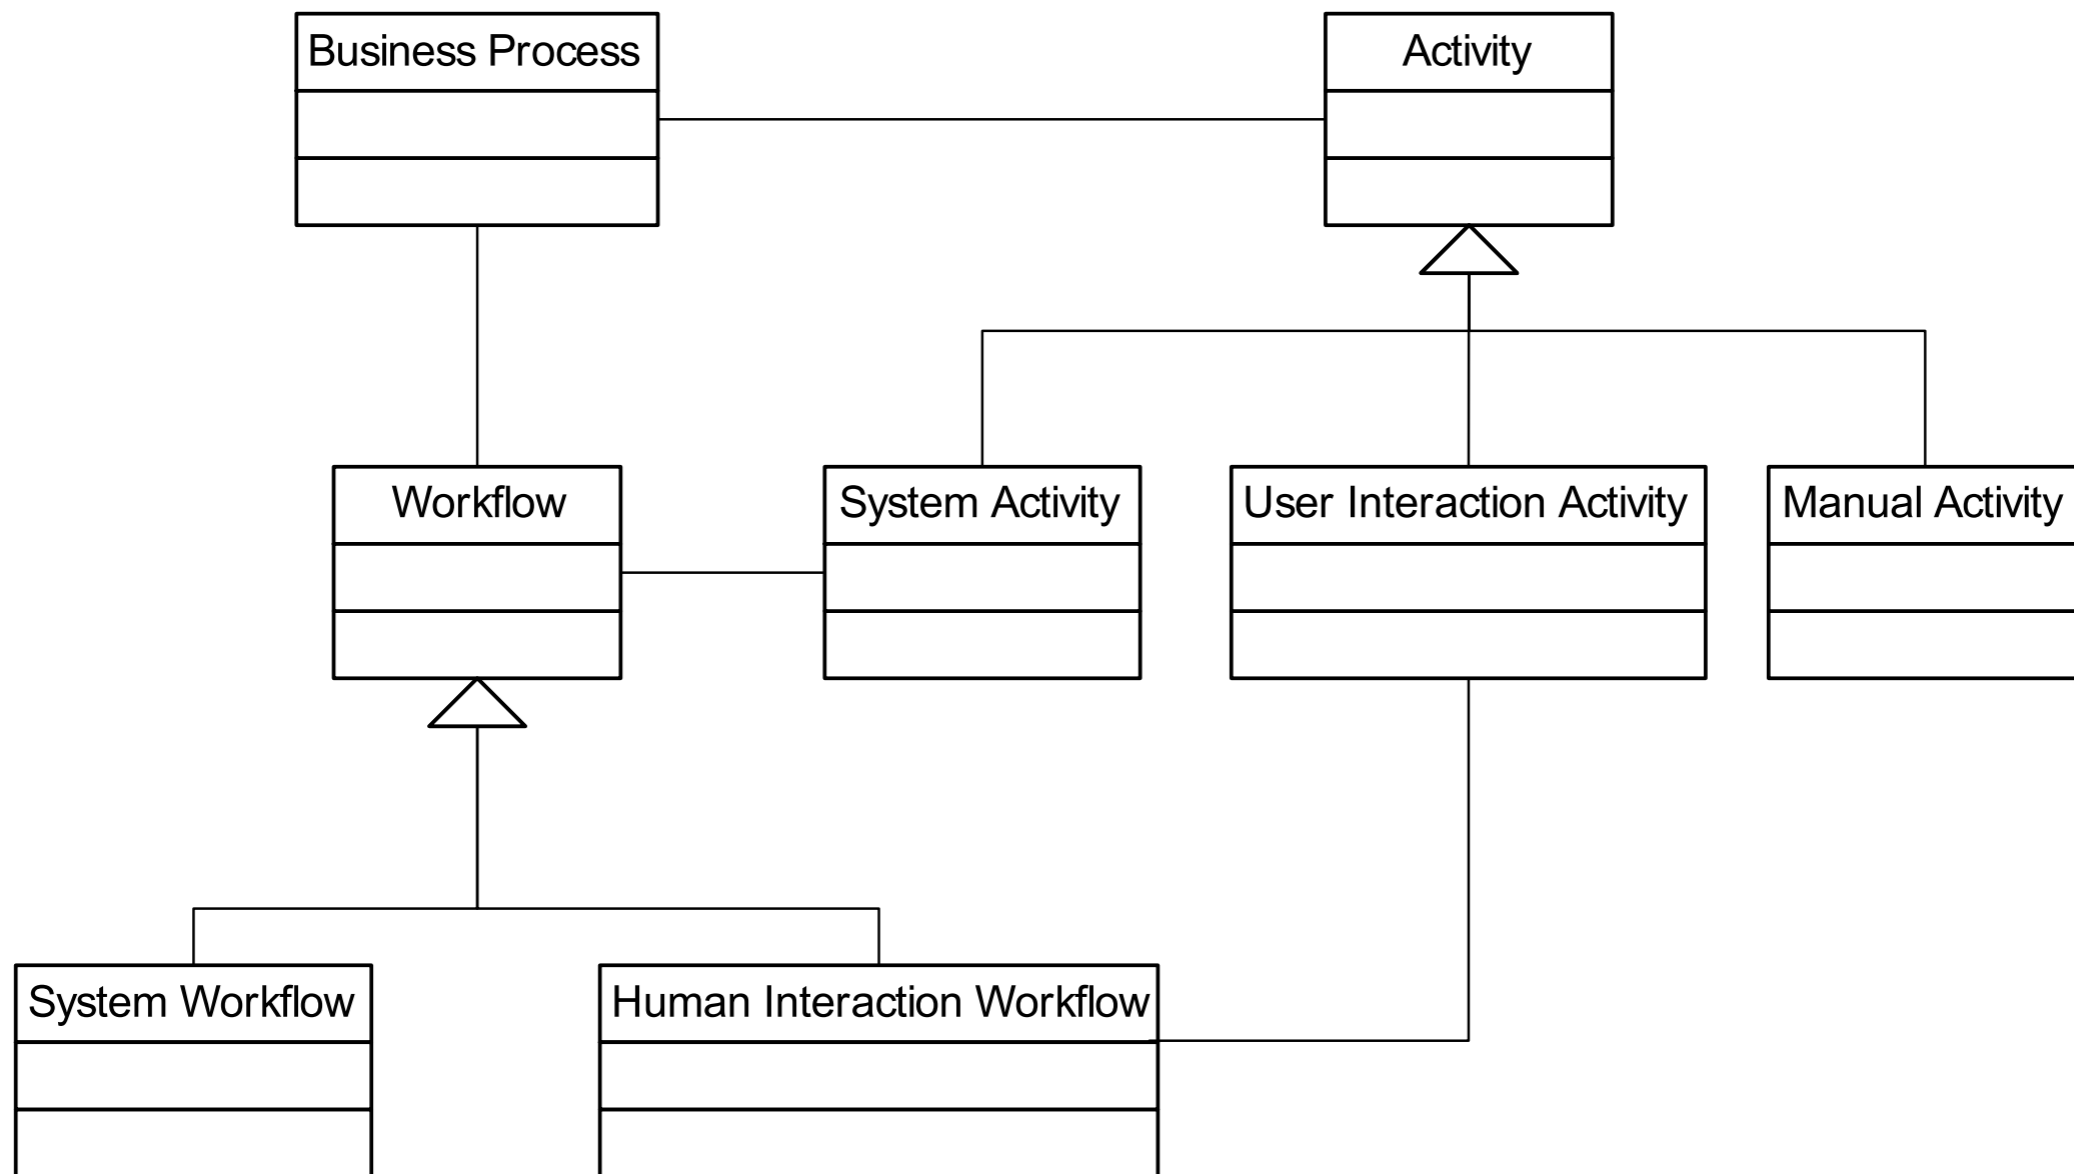 Business Process
Activity
Workflow
System Activity
User Interaction Activity
Manual Activity
System Workflow
Human Interaction Workflow